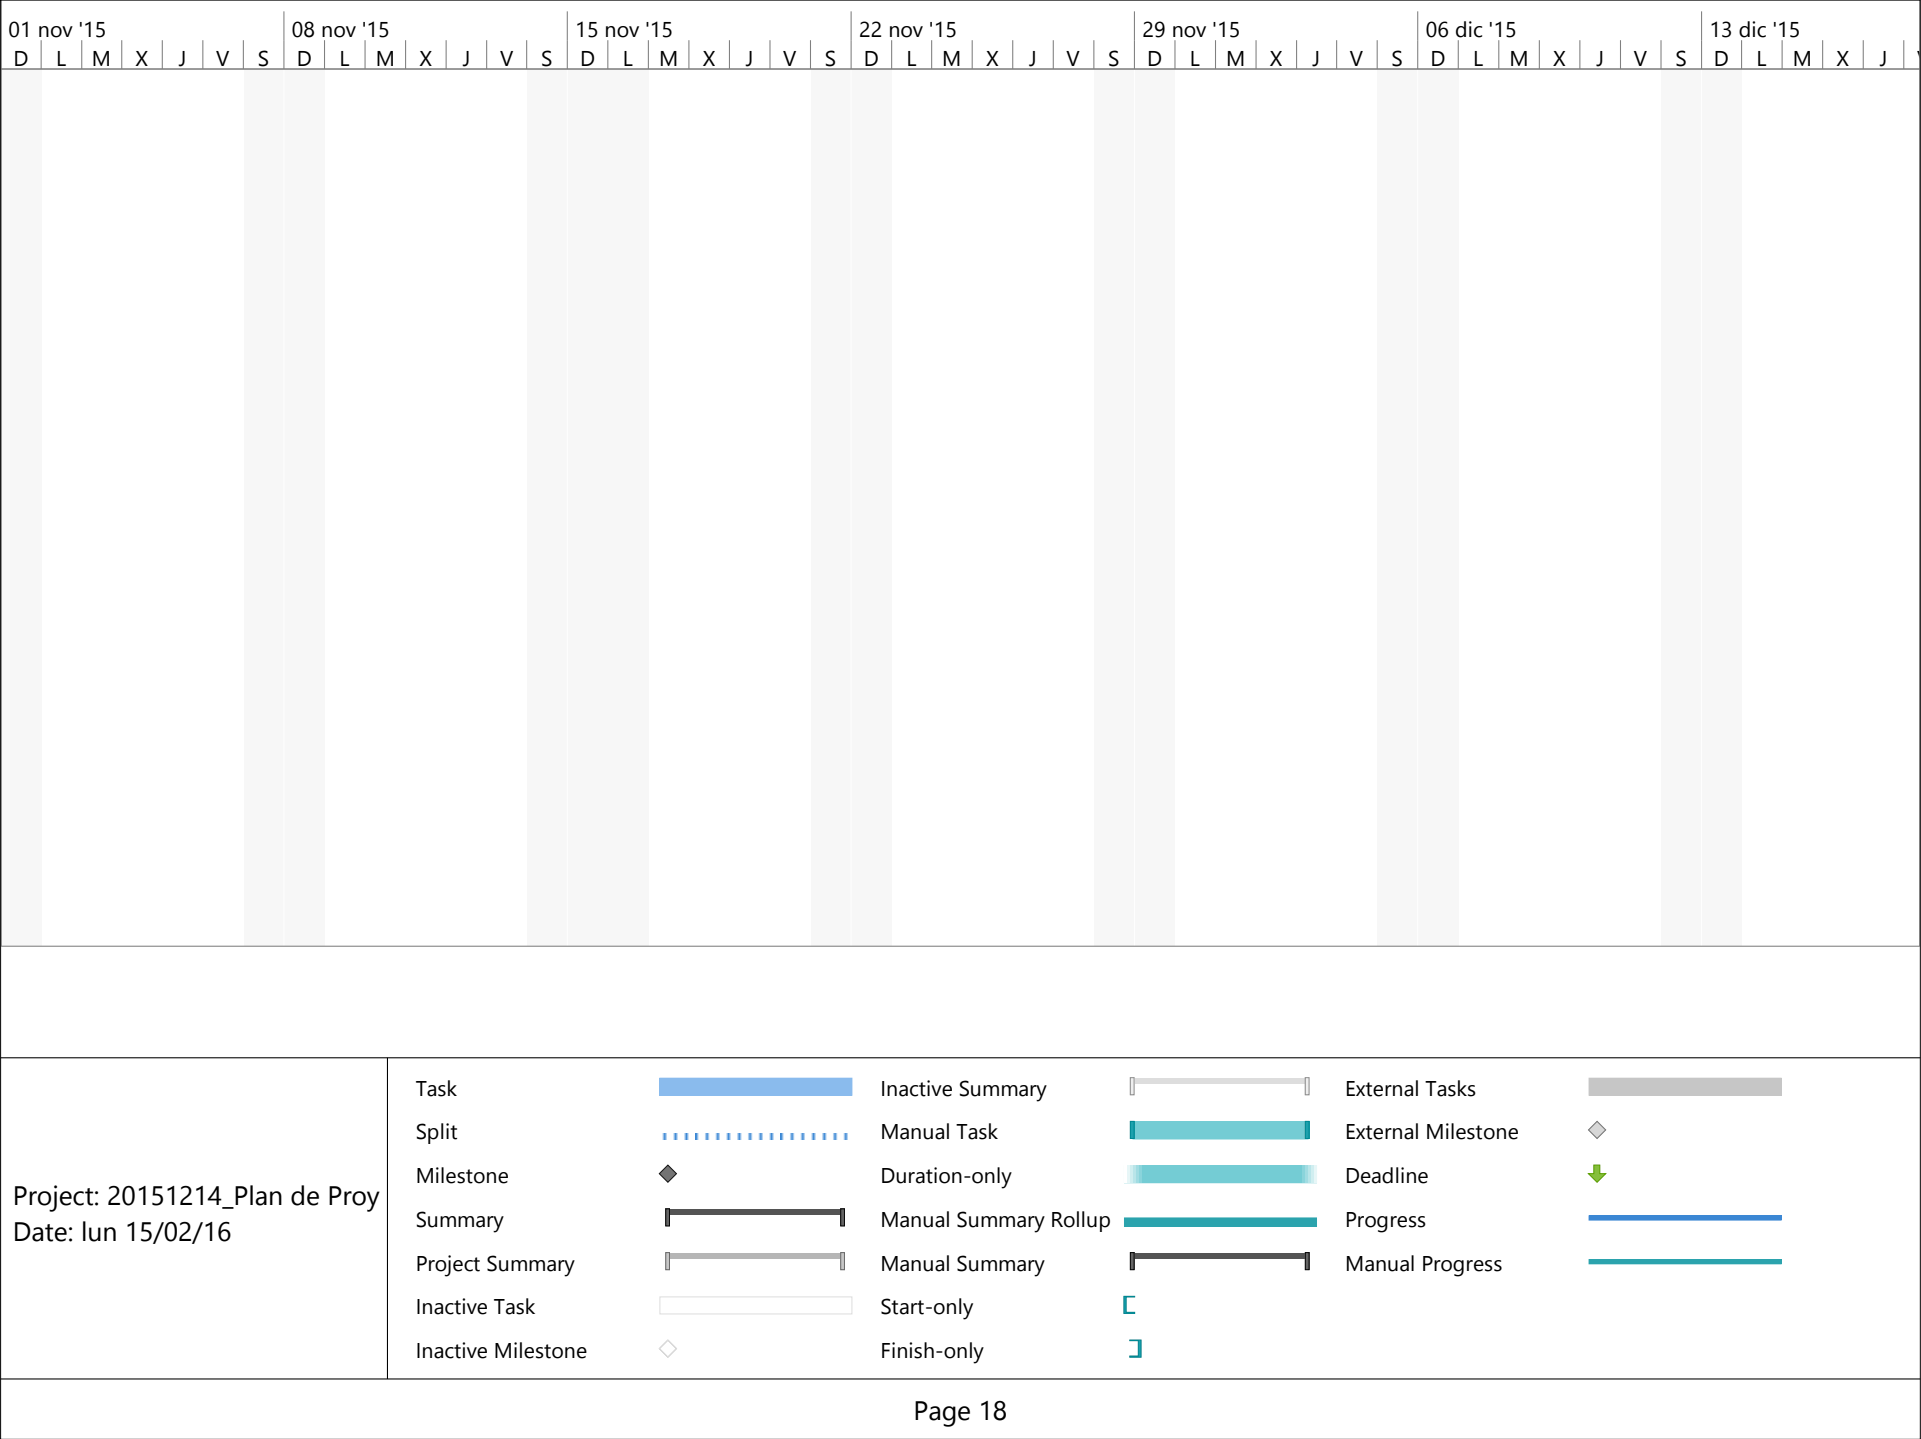 01 nov '15 08 nov '15 15 nov '15 22 nov '15 29 nov '15 06 dic '15 13 dic '15
D L M X J V S D L M X J V S D L M X J V S D L M X J V S D L M X J V S D L M X J V S D L M X J
Project: 20151214_Plan de Proy
Date: lun 15/02/16
Task
Split
Milestone
Summary
Project Summary
Inactive Task
Inactive Milestone
Inactive Summary
Manual Task
Duration-only
Manual Summary Rollup
Manual Summary
Start-only
Finish-only
External Tasks
External Milestone
Deadline
Progress
Manual Progress
Page 18